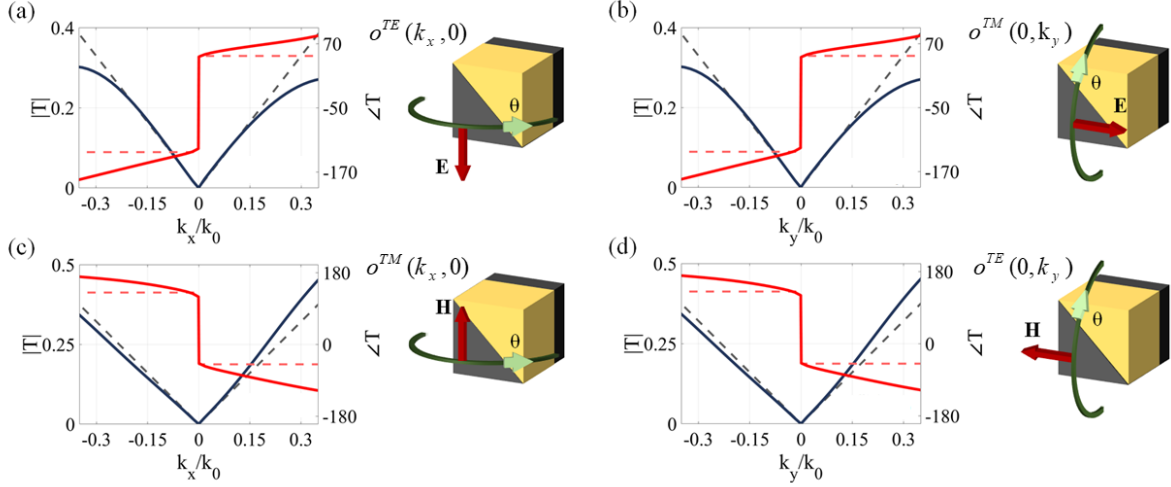 (a)
0.4
0.2
0
|T|
70
-50
-170
∠T
-0.3 -0.15 0 0.15 0.3
k_x/k_0
o^{TE}(k_x,0)
θ
E
(b)
0.4
0.2
0
|T|
70
-50
-170
∠T
-0.3 -0.15 0 0.15 0.3
k_y/k_0
o^{TM}(0,k_y)
θ
E
(c)
0.5
0.25
0
|T|
180
0
-180
∠T
-0.3 -0.15 0 0.15 0.3
k_x/k_0
o^{TM}(k_x,0)
H
θ
(d)
0.5
0.25
0
|T|
180
0
-180
∠T
-0.3 -0.15 0 0.15 0.3
k_y/k_0
o^{TE}(0,k_y)
θ
H